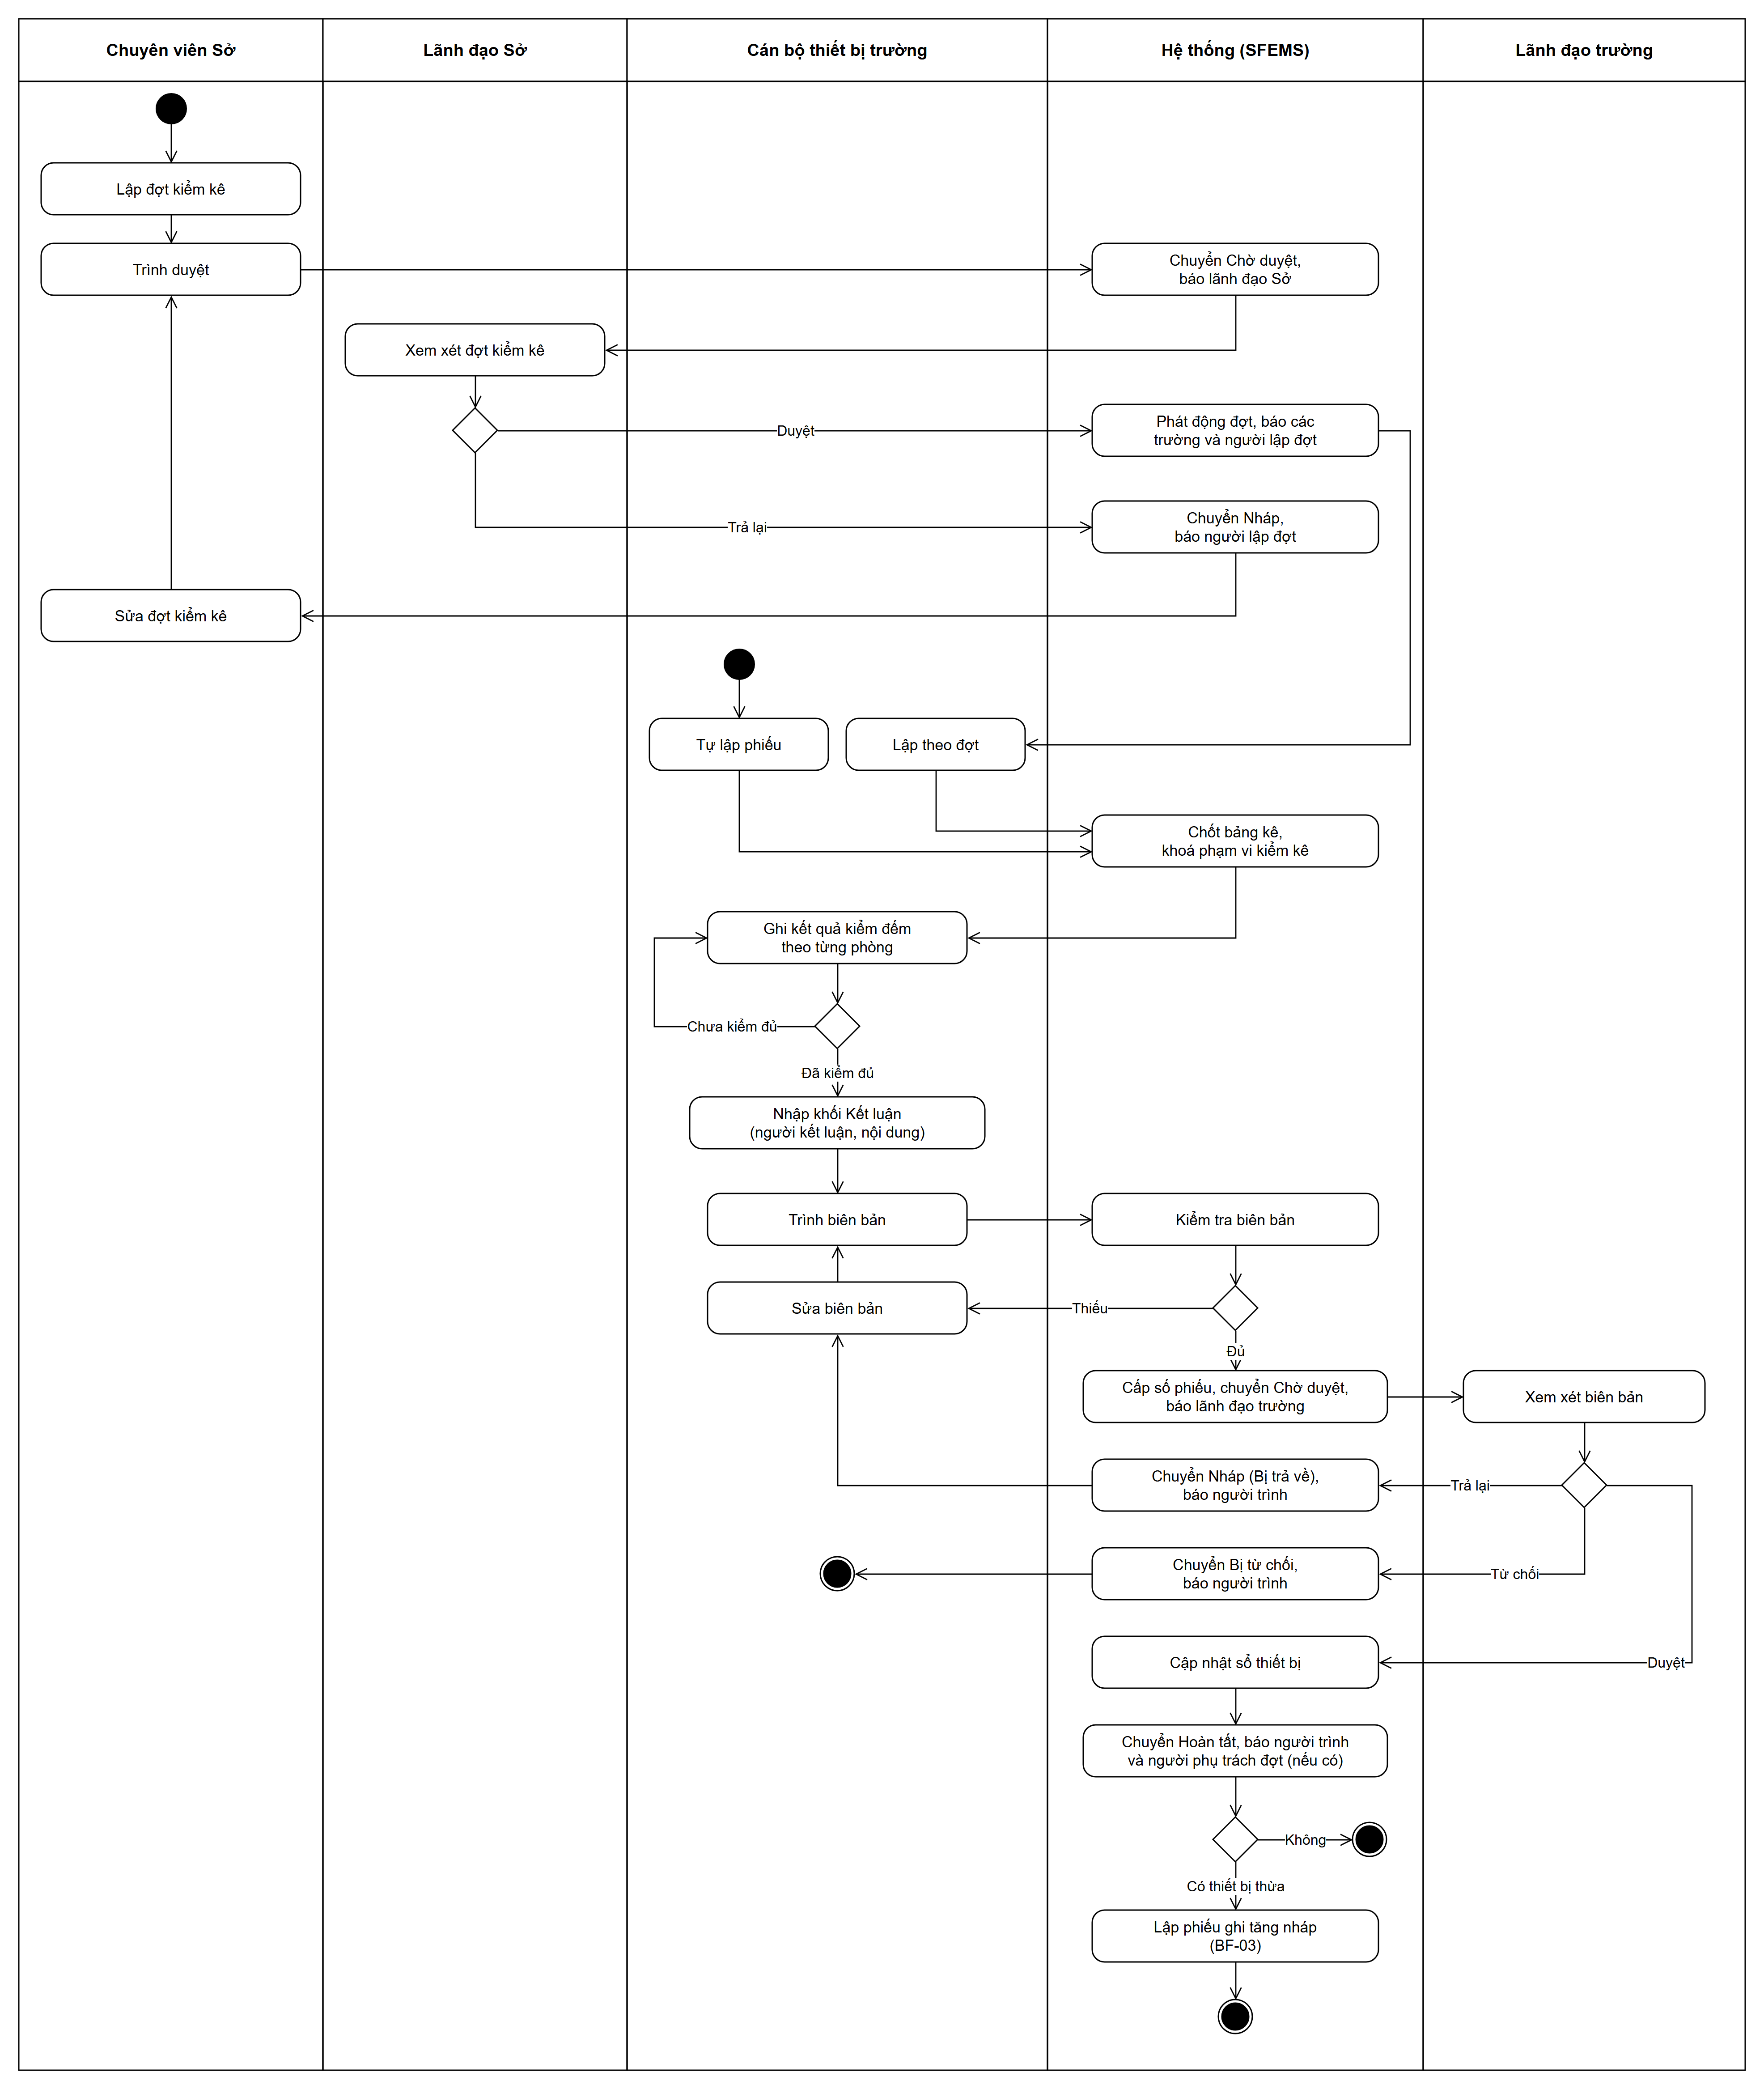 Chuyên viên Sở
Lãnh đạo Sở
Cán bộ thiết bị trường
Hệ thống (SFEMS)
Lãnh đạo trường
Lập đợt kiểm kê
Trình duyệt
Chuyển Chờ duyệt,
báo lãnh đạo Sở
Xem xét đợt kiểm kê
Duyệt
Phát động đợt, báo các
trường và người lập đợt
Trả lại
Chuyển Nháp,
báo người lập đợt
Sửa đợt kiểm kê
Tự lập phiếu
Lập theo đợt
Chốt bảng kê,
khoá phạm vi kiểm kê
Ghi kết quả kiểm đếm
theo từng phòng
Chưa kiểm đủ
Đã kiểm đủ
Nhập khối Kết luận
(người kết luận, nội dung)
Trình biên bản
Kiểm tra biên bản
Sửa biên bản
Thiếu
Đủ
Cấp số phiếu, chuyển Chờ duyệt,
báo lãnh đạo trường
Xem xét biên bản
Chuyển Nháp (Bị trả về),
báo người trình
Trả lại
Chuyển Bị từ chối,
báo người trình
Từ chối
Cập nhật sổ thiết bị
Duyệt
Chuyển Hoàn tất, báo người trình
và người phụ trách đợt (nếu có)
Không
Có thiết bị thừa
Lập phiếu ghi tăng nháp
(BF-03)